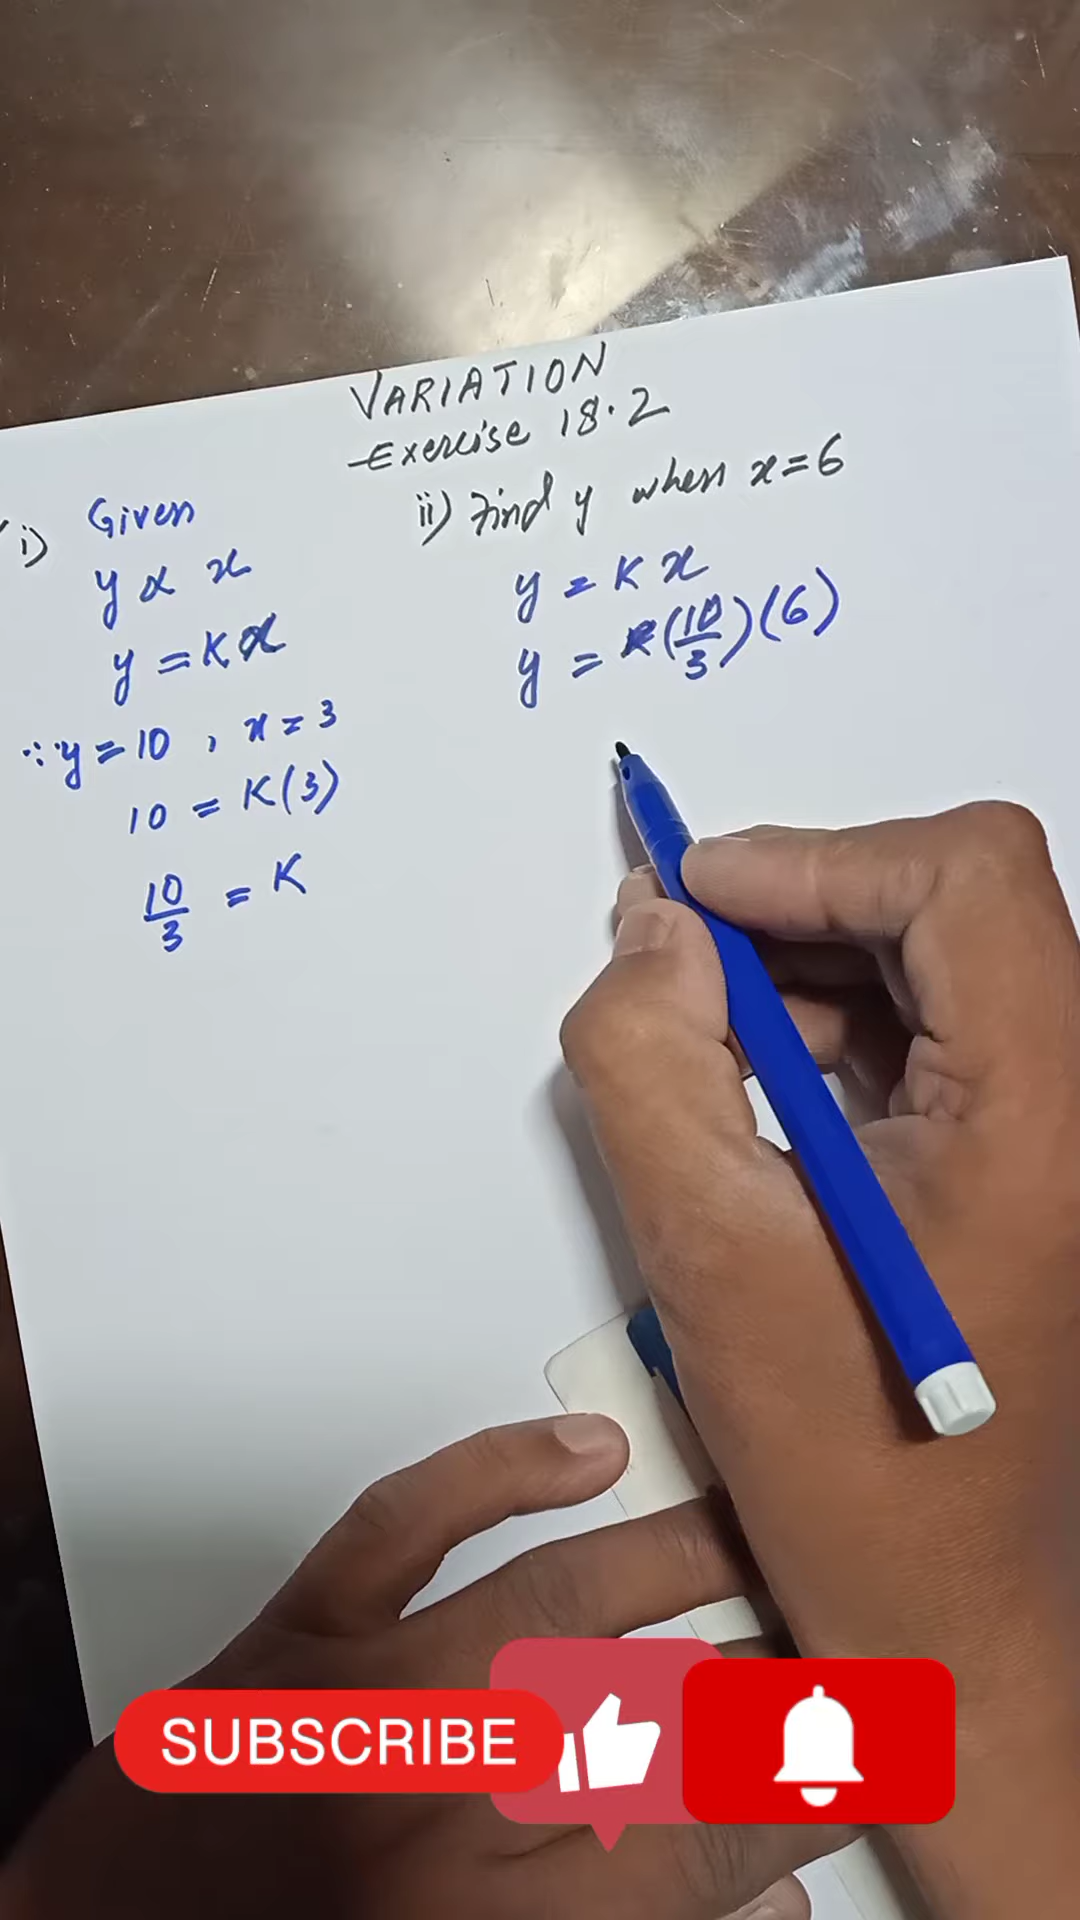 VARIATION
Exercise 18.2
i) Given
y ∝ x
y = Kx
∵ y = 10 , x = 3
10 = K(3)
10/3 = K
ii) Find y when x = 6
y = K x
y = (10/3)(6)
SUBSCRIBE